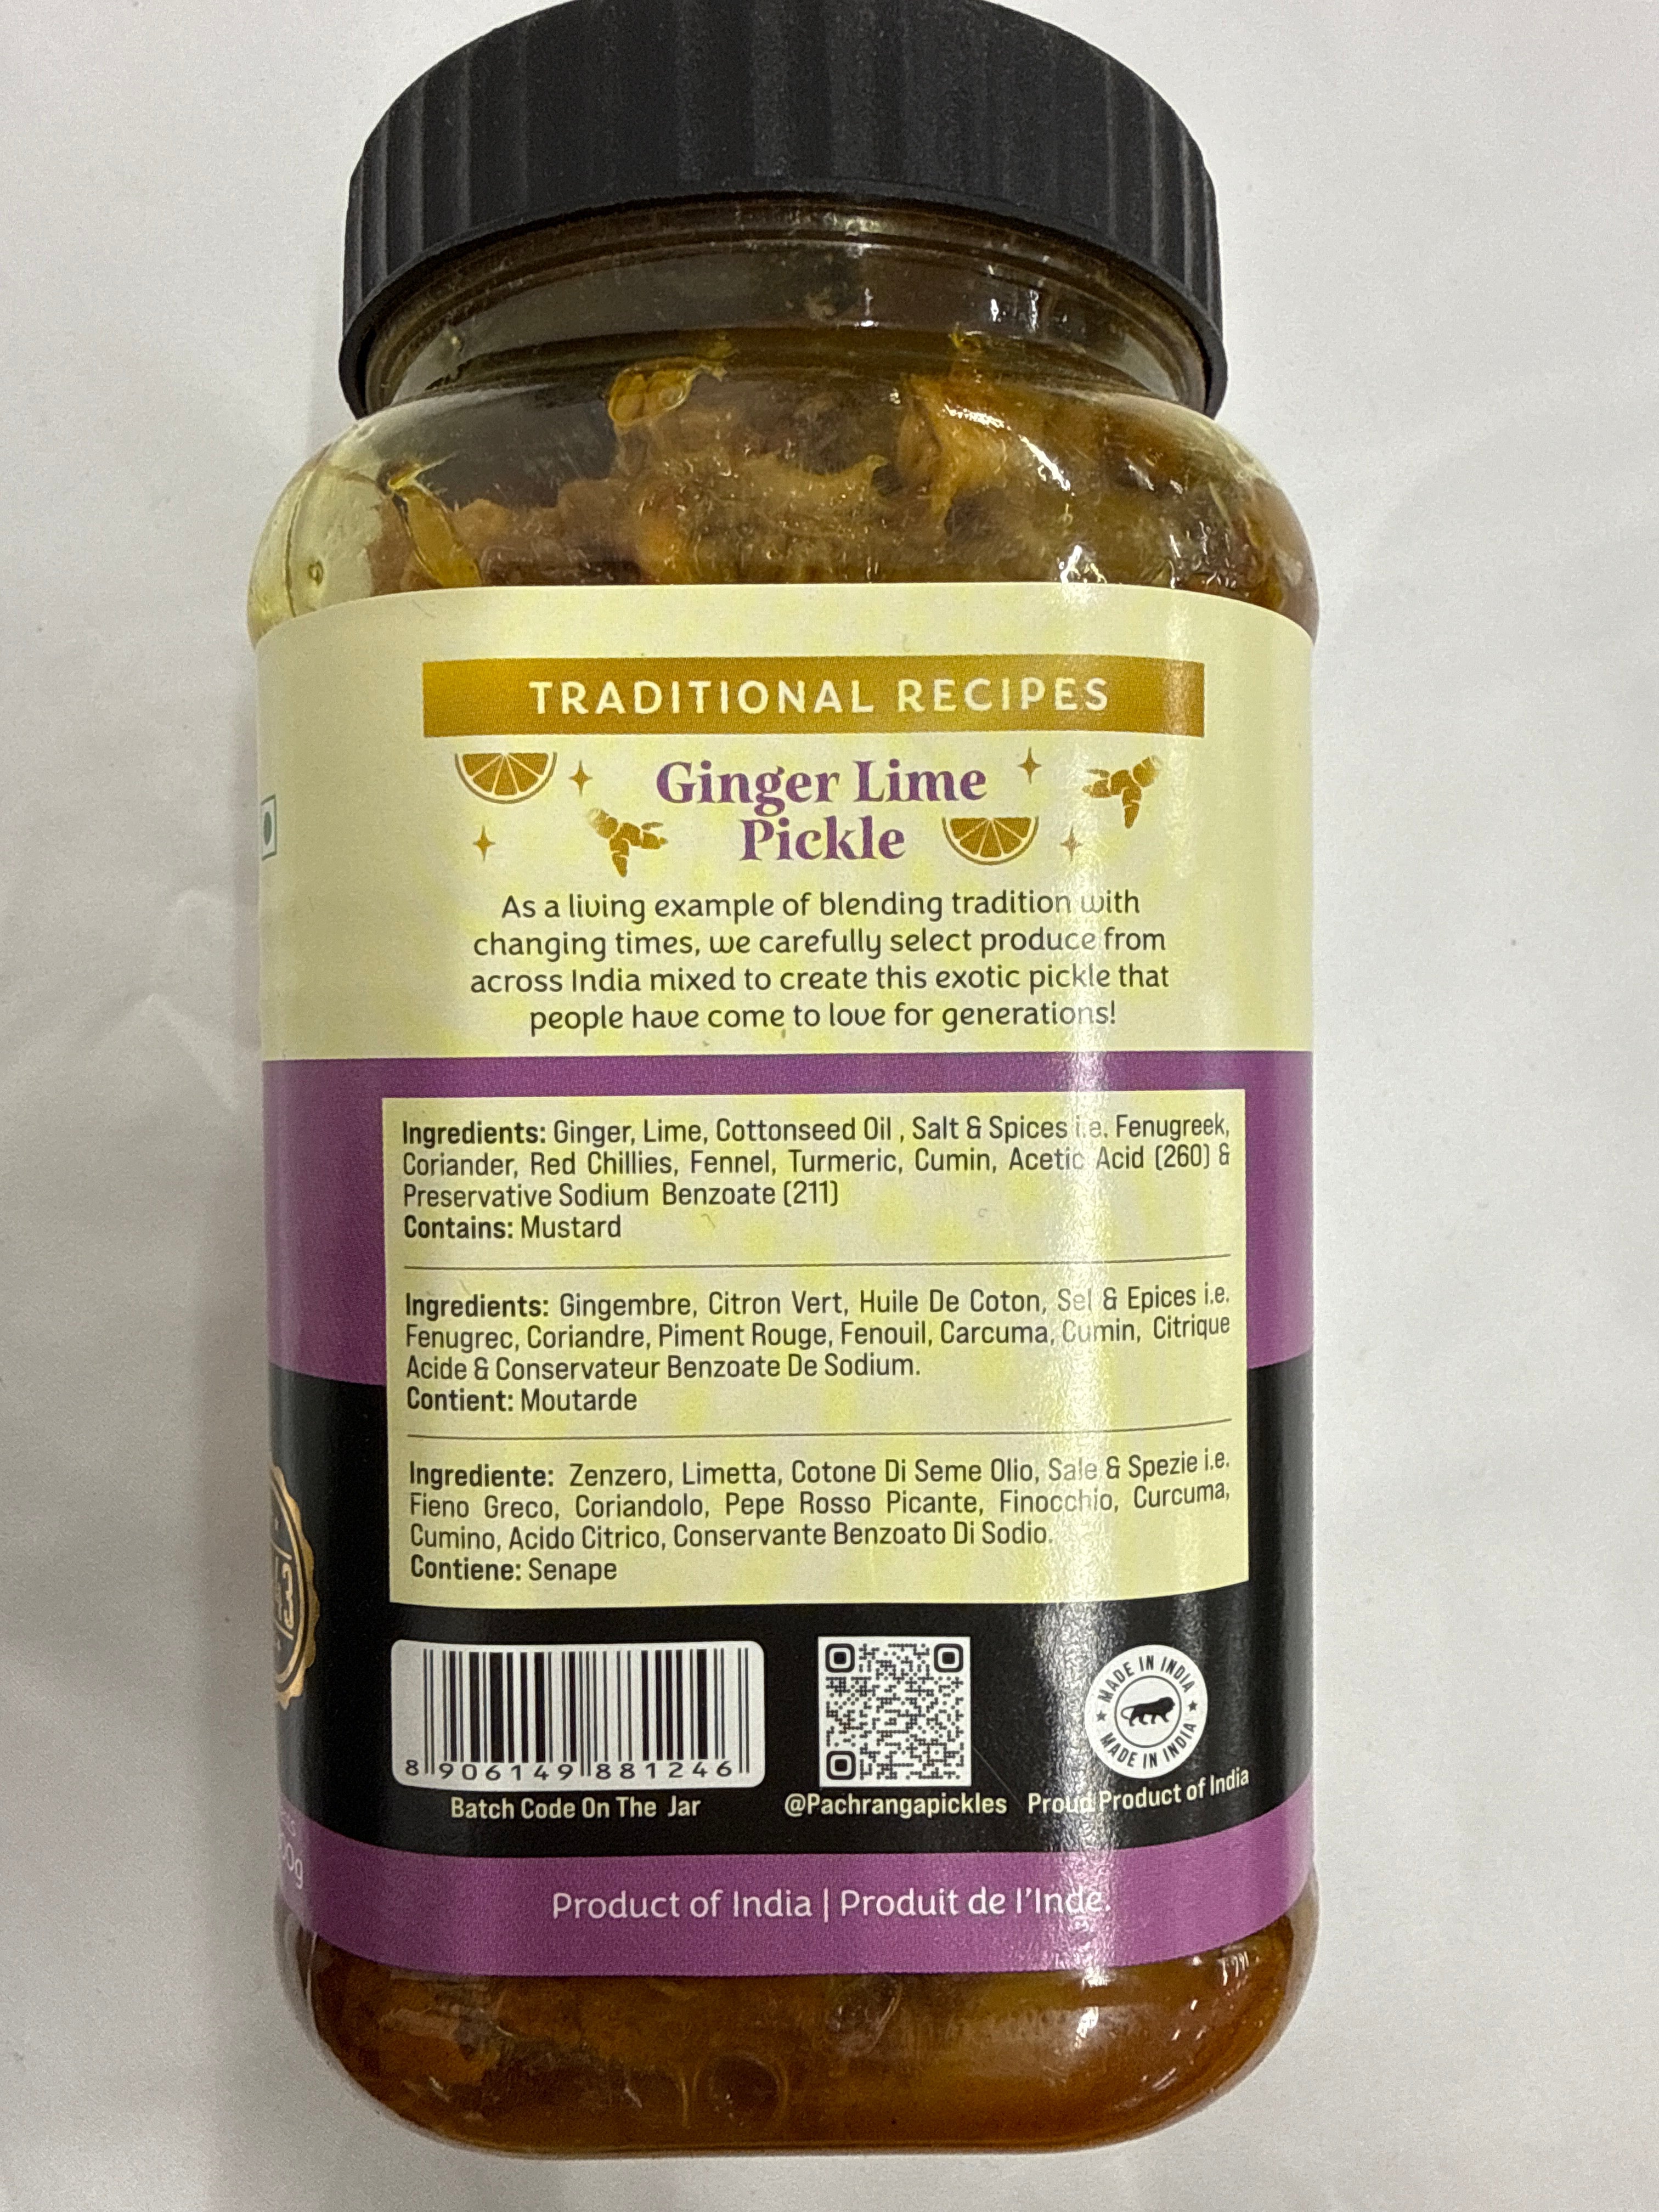 TRADITIONAL RECIPES
Ginger Lime
Pickle
As a living example of blending tradition with
changing times, we carefully select produce from
across India mixed to create this exotic pickle that
people have come to love for generations!
Ingredients: Ginger, Lime, Cottonseed Oil , Salt & Spices i.e. Fenugreek,
Coriander, Red Chillies, Fennel, Turmeric, Cumin, Acetic Acid (260) &
Preservative Sodium Benzoate (211)
Contains: Mustard
Ingredients: Gingembre, Citron Vert, Huile De Coton, Sel & Epices i.e.
Fenugrec, Coriandre, Piment Rouge, Fenouil, Carcuma, Cumin, Citrique
Acide & Conservateur Benzoate De Sodium.
Contient: Moutarde
Ingrediente: Zenzero, Limetta, Cotone Di Seme Olio, Sale & Spezie i.e.
Fieno Greco, Coriandolo, Pepe Rosso Picante, Finocchio, Curcuma,
Cumino, Acido Citrico, Conservante Benzoato Di Sodio.
Contiene: Senape
8 906149 881246
Batch Code On The Jar
@Pachrangapickles
MADE IN INDIA
MADE IN INDIA
Proud Product of India
Product of India | Produit de l'Inde.